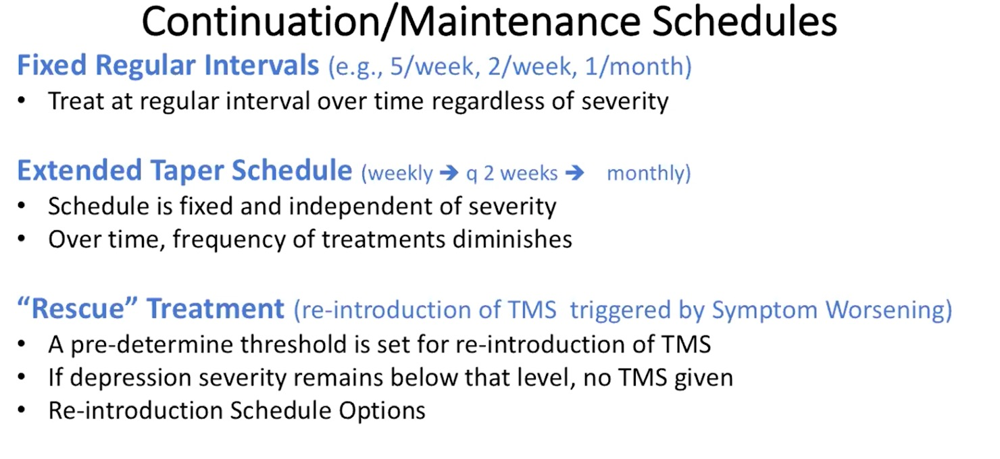 Continuation/Maintenance Schedules
Fixed Regular Intervals (e.g., 5/week, 2/week, 1/month)
• Treat at regular interval over time regardless of severity
Extended Taper Schedule (weekly ➔ q 2 weeks ➔ monthly)
• Schedule is fixed and independent of severity
• Over time, frequency of treatments diminishes
“Rescue” Treatment (re-introduction of TMS triggered by Symptom Worsening)
• A pre-determine threshold is set for re-introduction of TMS
• If depression severity remains below that level, no TMS given
• Re-introduction Schedule Options